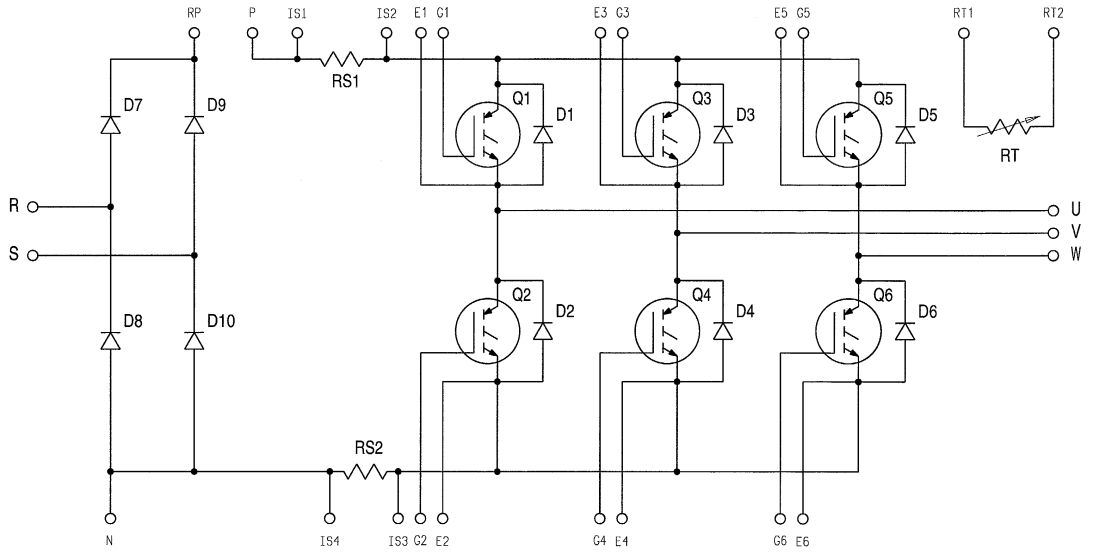 RP P IS1 IS2 E1 G1 E3 G3 E5 G5 RT1 RT2
RS1
D7 D9 Q1 D1 Q3 D3 Q5 D5
RT
R U
V
S W
D8 D10 Q2 D2 Q4 D4 Q6 D6
RS2
N IS4 IS3 G2 E2 G4 E4 G6 E6